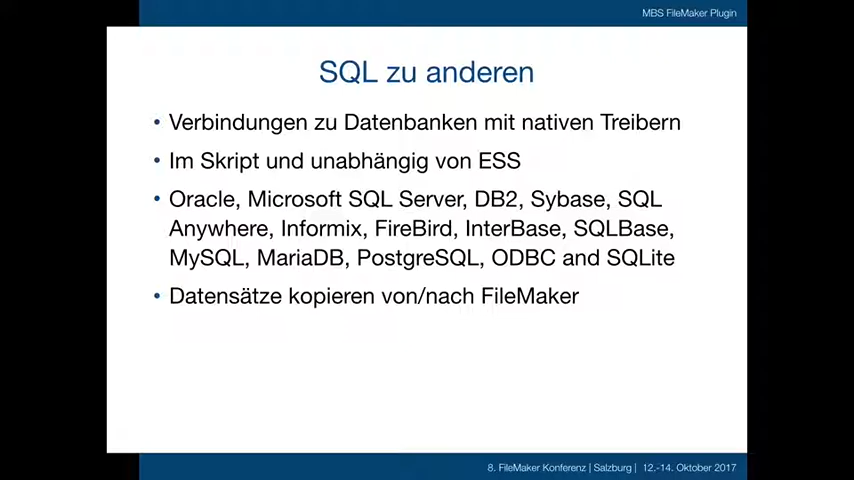 MBS FileMaker Plugin
SQL zu anderen
• Verbindungen zu Datenbanken mit nativen Treibern
• Im Skript und unabhängig von ESS
• Oracle, Microsoft SQL Server, DB2, Sybase, SQL
Anywhere, Informix, FireBird, InterBase, SQLBase,
MySQL, MariaDB, PostgreSQL, ODBC and SQLite
• Datensätze kopieren von/nach FileMaker
8. FileMaker Konferenz | Salzburg | 12.-14. Oktober 2017